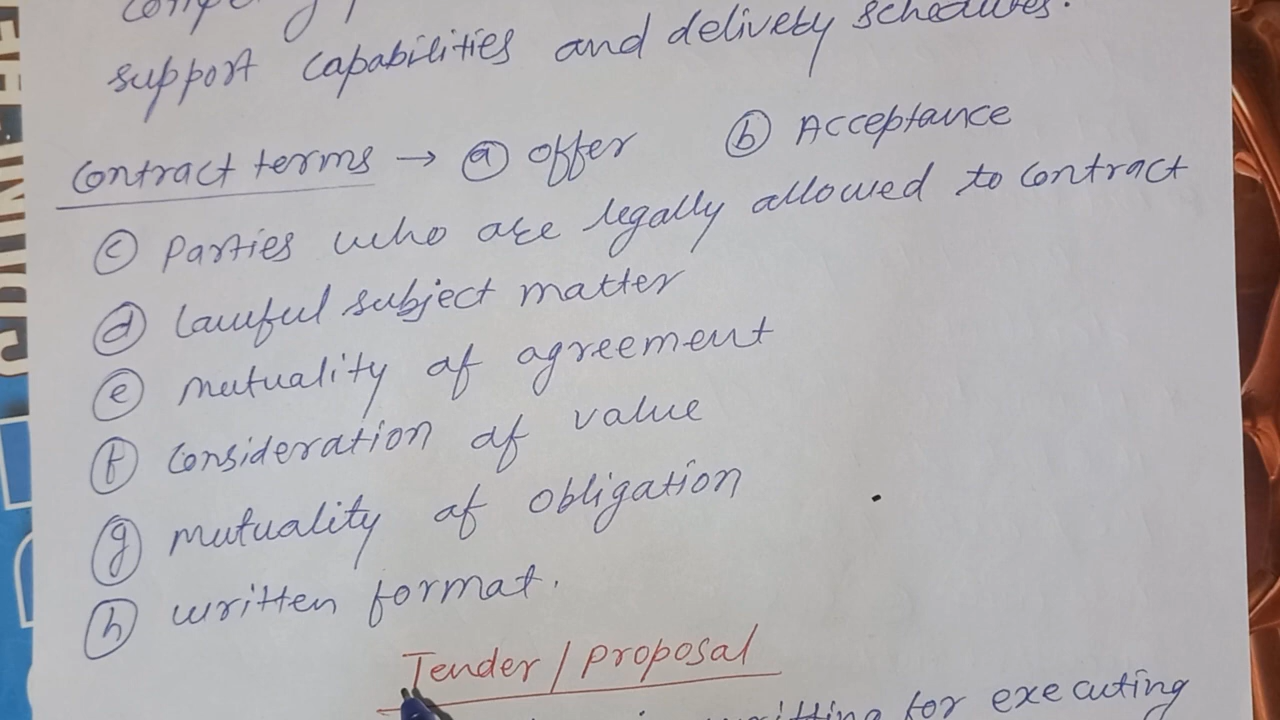 support capabilities and delivery schedules.
Contract terms → (a) offer (b) Acceptance
(c) Parties who are legally allowed to contract
(d) Lawful subject matter
(e) mutuality of agreement
(f) Consideration of value
(g) mutuality of obligation
(h) written format.
Tender / Proposal
for executing